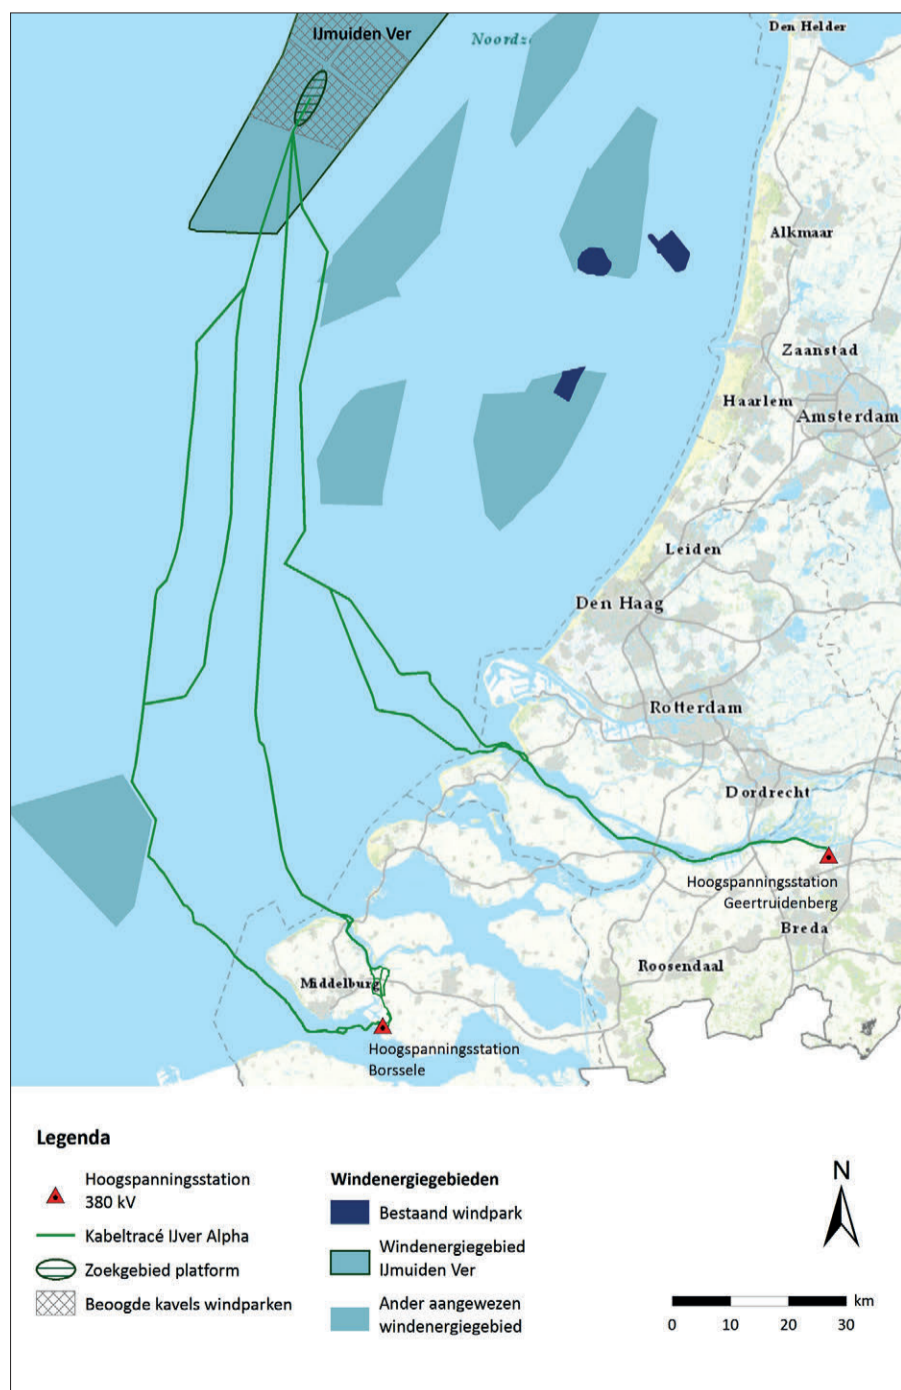 IJmuiden Ver
Noordz
Den Helder
Alkmaar
Zaanstad
Haarlem
Amsterdam
Leiden
Den Haag
Rotterdam
Dordrecht
Hoogspanningsstation
Geertruidenberg
Breda
Roosendaal
Middelburg
Hoogspanningsstation
Borssele
Legenda
Hoogspanningsstation
380 kV
Kabeltracé IJver Alpha
Zoekgebied platform
Beoogde kavels windparken
Windenergiegebieden
Bestaand windpark
Windenergiegebied
IJmuiden Ver
Ander aangewezen
windenergiegebied
N
km
0 10 20 30